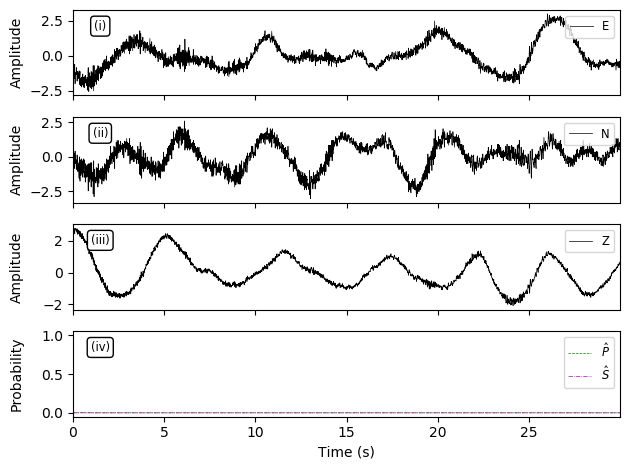 2.5
0.0
−2.5
Amplitude
(i)
E
2.5
0.0
−2.5
Amplitude
(ii)
N
2
0
−2
Amplitude
(iii)
Z
1.0
0.5
0.0
Probability
(iv)
P̂
Ŝ
0 5 10 15 20 25
Time (s)